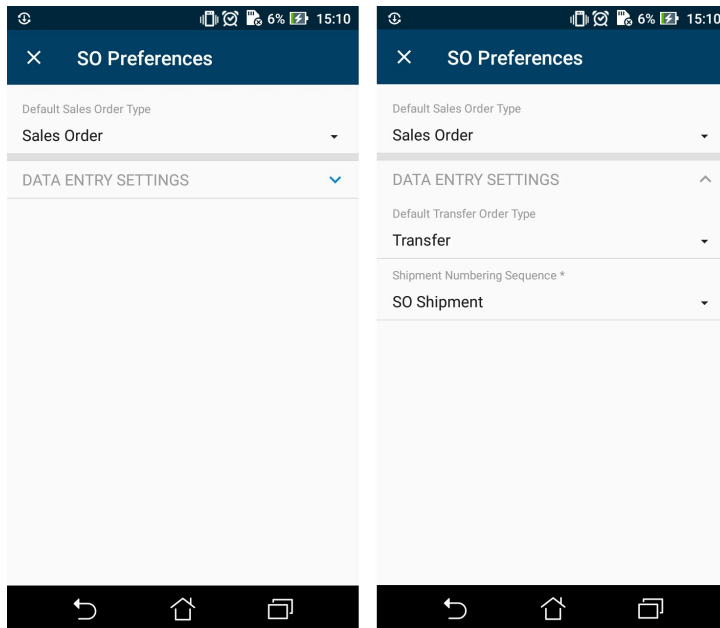 6% 15:10
SO Preferences
Default Sales Order Type
Sales Order
DATA ENTRY SETTINGS
6% 15:10
SO Preferences
Default Sales Order Type
Sales Order
DATA ENTRY SETTINGS
Default Transfer Order Type
Transfer
Shipment Numbering Sequence *
SO Shipment